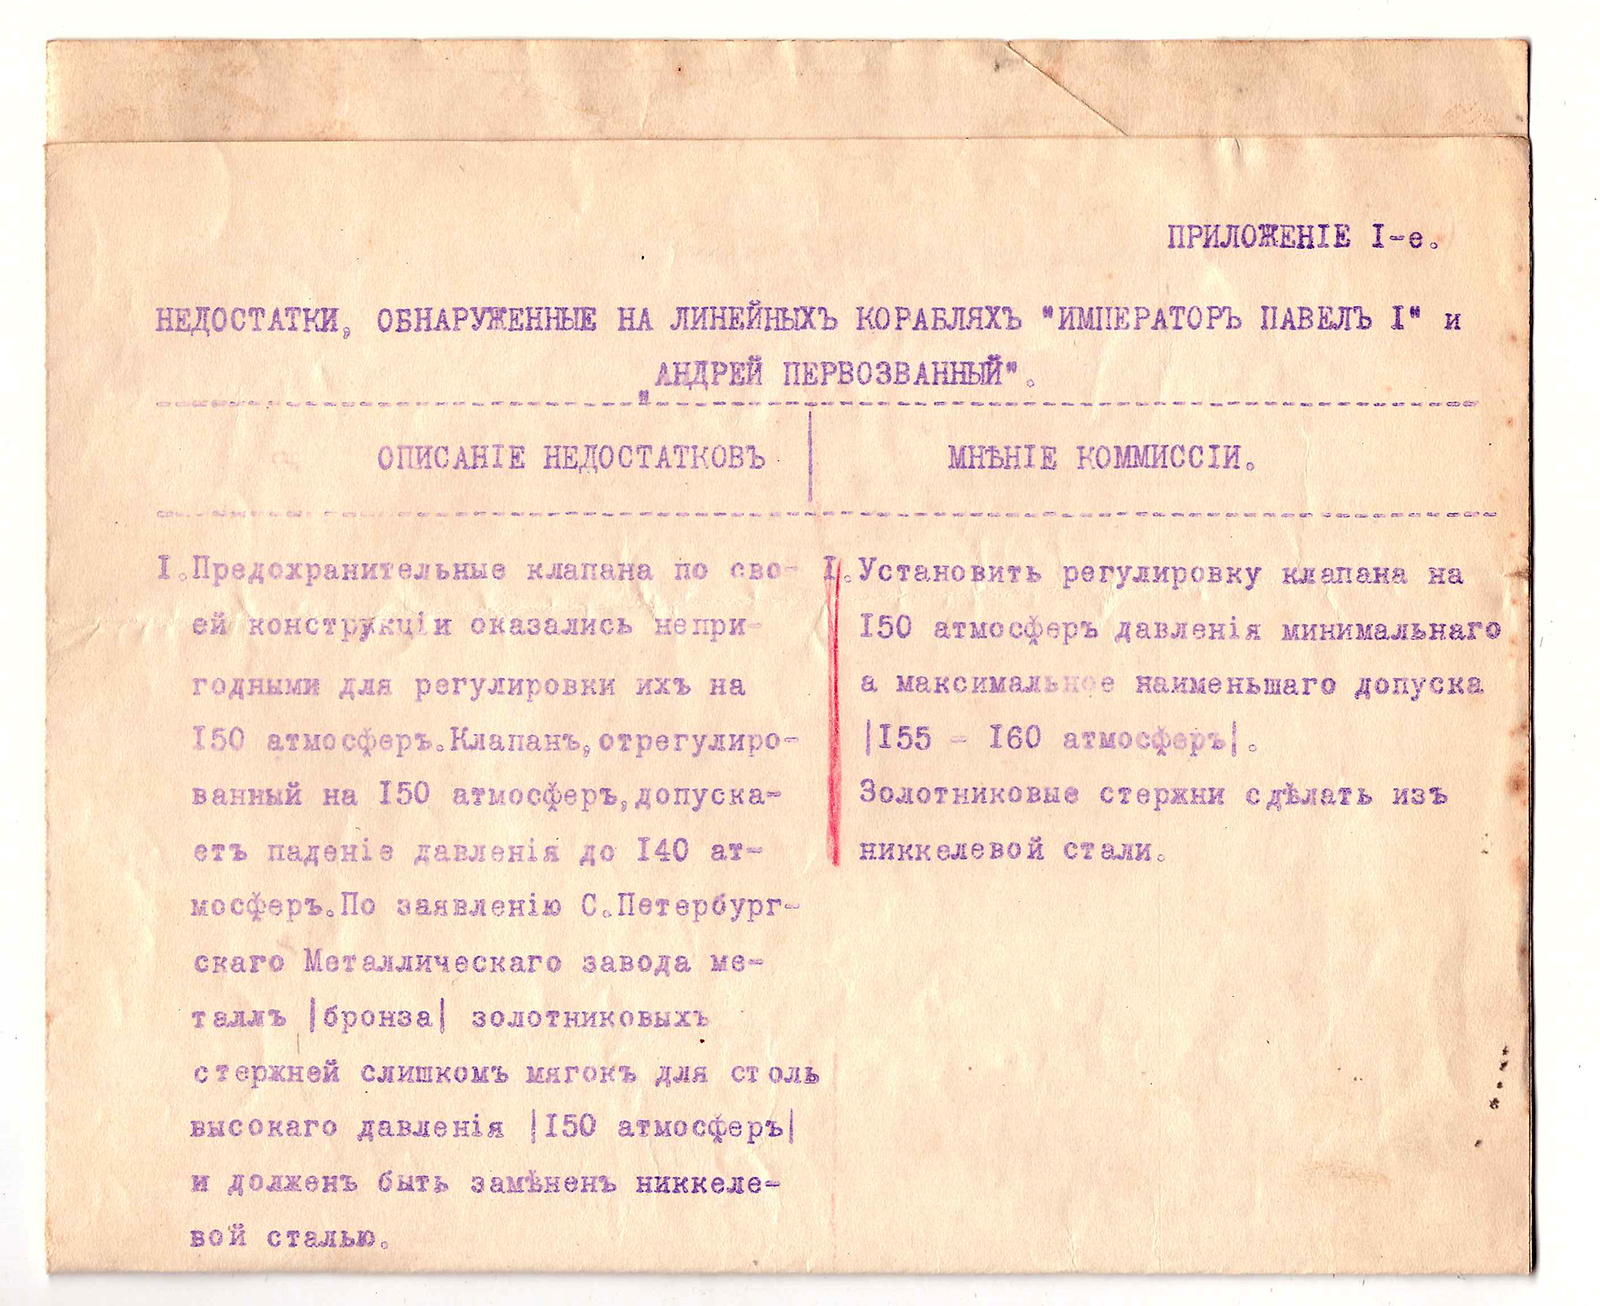 ПРИЛОЖЕНІЕ I-е.
НЕДОСТАТКИ, ОБНАРУЖЕННЫЕ НА ЛИНЕЙНЫХЪ КОРАБЛЯХЪ "ИМПЕРАТОРЪ ПАВЕЛЪ I" и
"АНДРЕЙ ПЕРВОЗВАННЫЙ".
ОПИСАНІЕ НЕДОСТАТКОВЪ
МНѢНІЕ КОММИССІИ.
I.Предохранительные клапана по сво-
ей конструкціи оказались непри-
годными для регулировки ихъ на
I50 атмосферъ.Клапанъ,отрегулиро-
ванный на I50 атмосферъ,допуска-
етъ паденіе давленія до I40 ат-
мосферъ.По заявленію С.Петербург-
скаго Металлическаго завода ме-
таллъ |бронза| золотниковыхъ
стержней слишкомъ мягокъ для столь
высокаго давленія |I50 атмосферъ|
и долженъ быть замѣненъ никкеле-
вой сталью.
I.Установить регулировку клапана на
I50 атмосферъ давленія минимальнаго
а максимальное наименьшаго допуска
|I55 - I60 атмосферъ|.
Золотниковые стержни сдѣлать изъ
никкелевой стали.